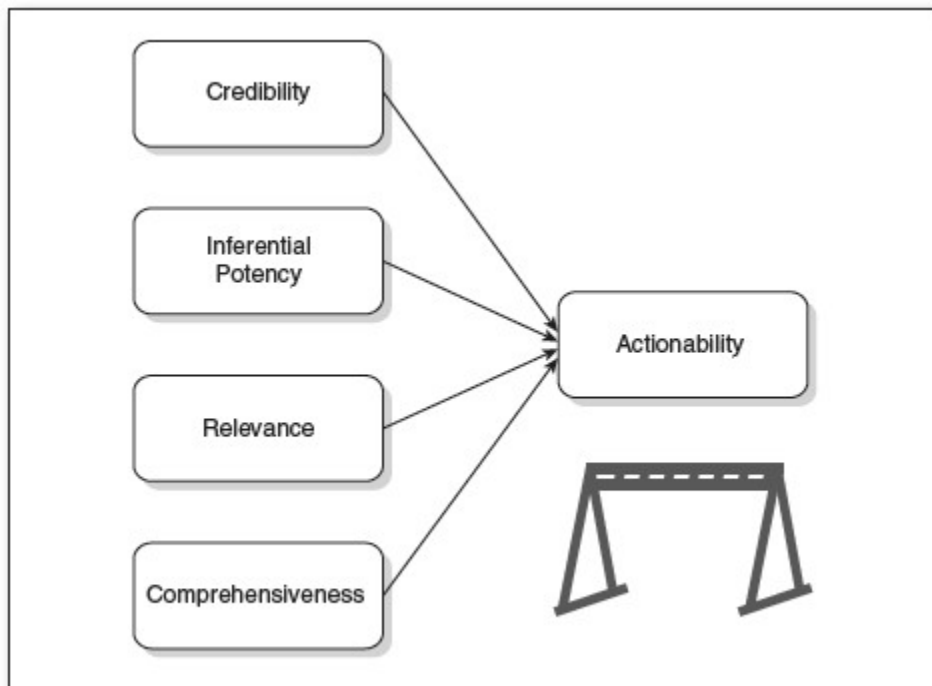 Credibility
Inferential
Potency
Actionability
Relevance
Comprehensiveness